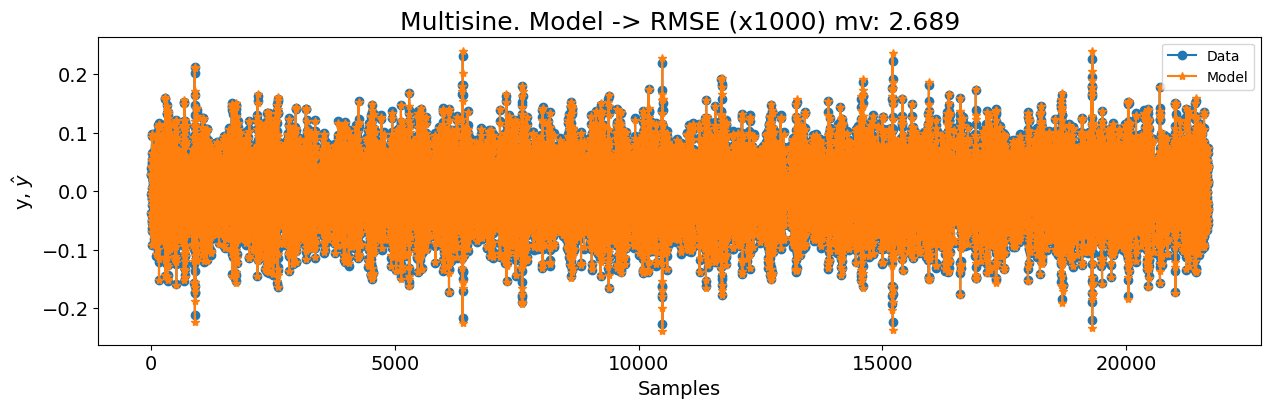 Multisine. Model -> RMSE (x1000) mv: 2.689
Data
Model
0.2
0.1
0.0
−0.1
−0.2
y, ŷ
0 5000 10000 15000 20000
Samples